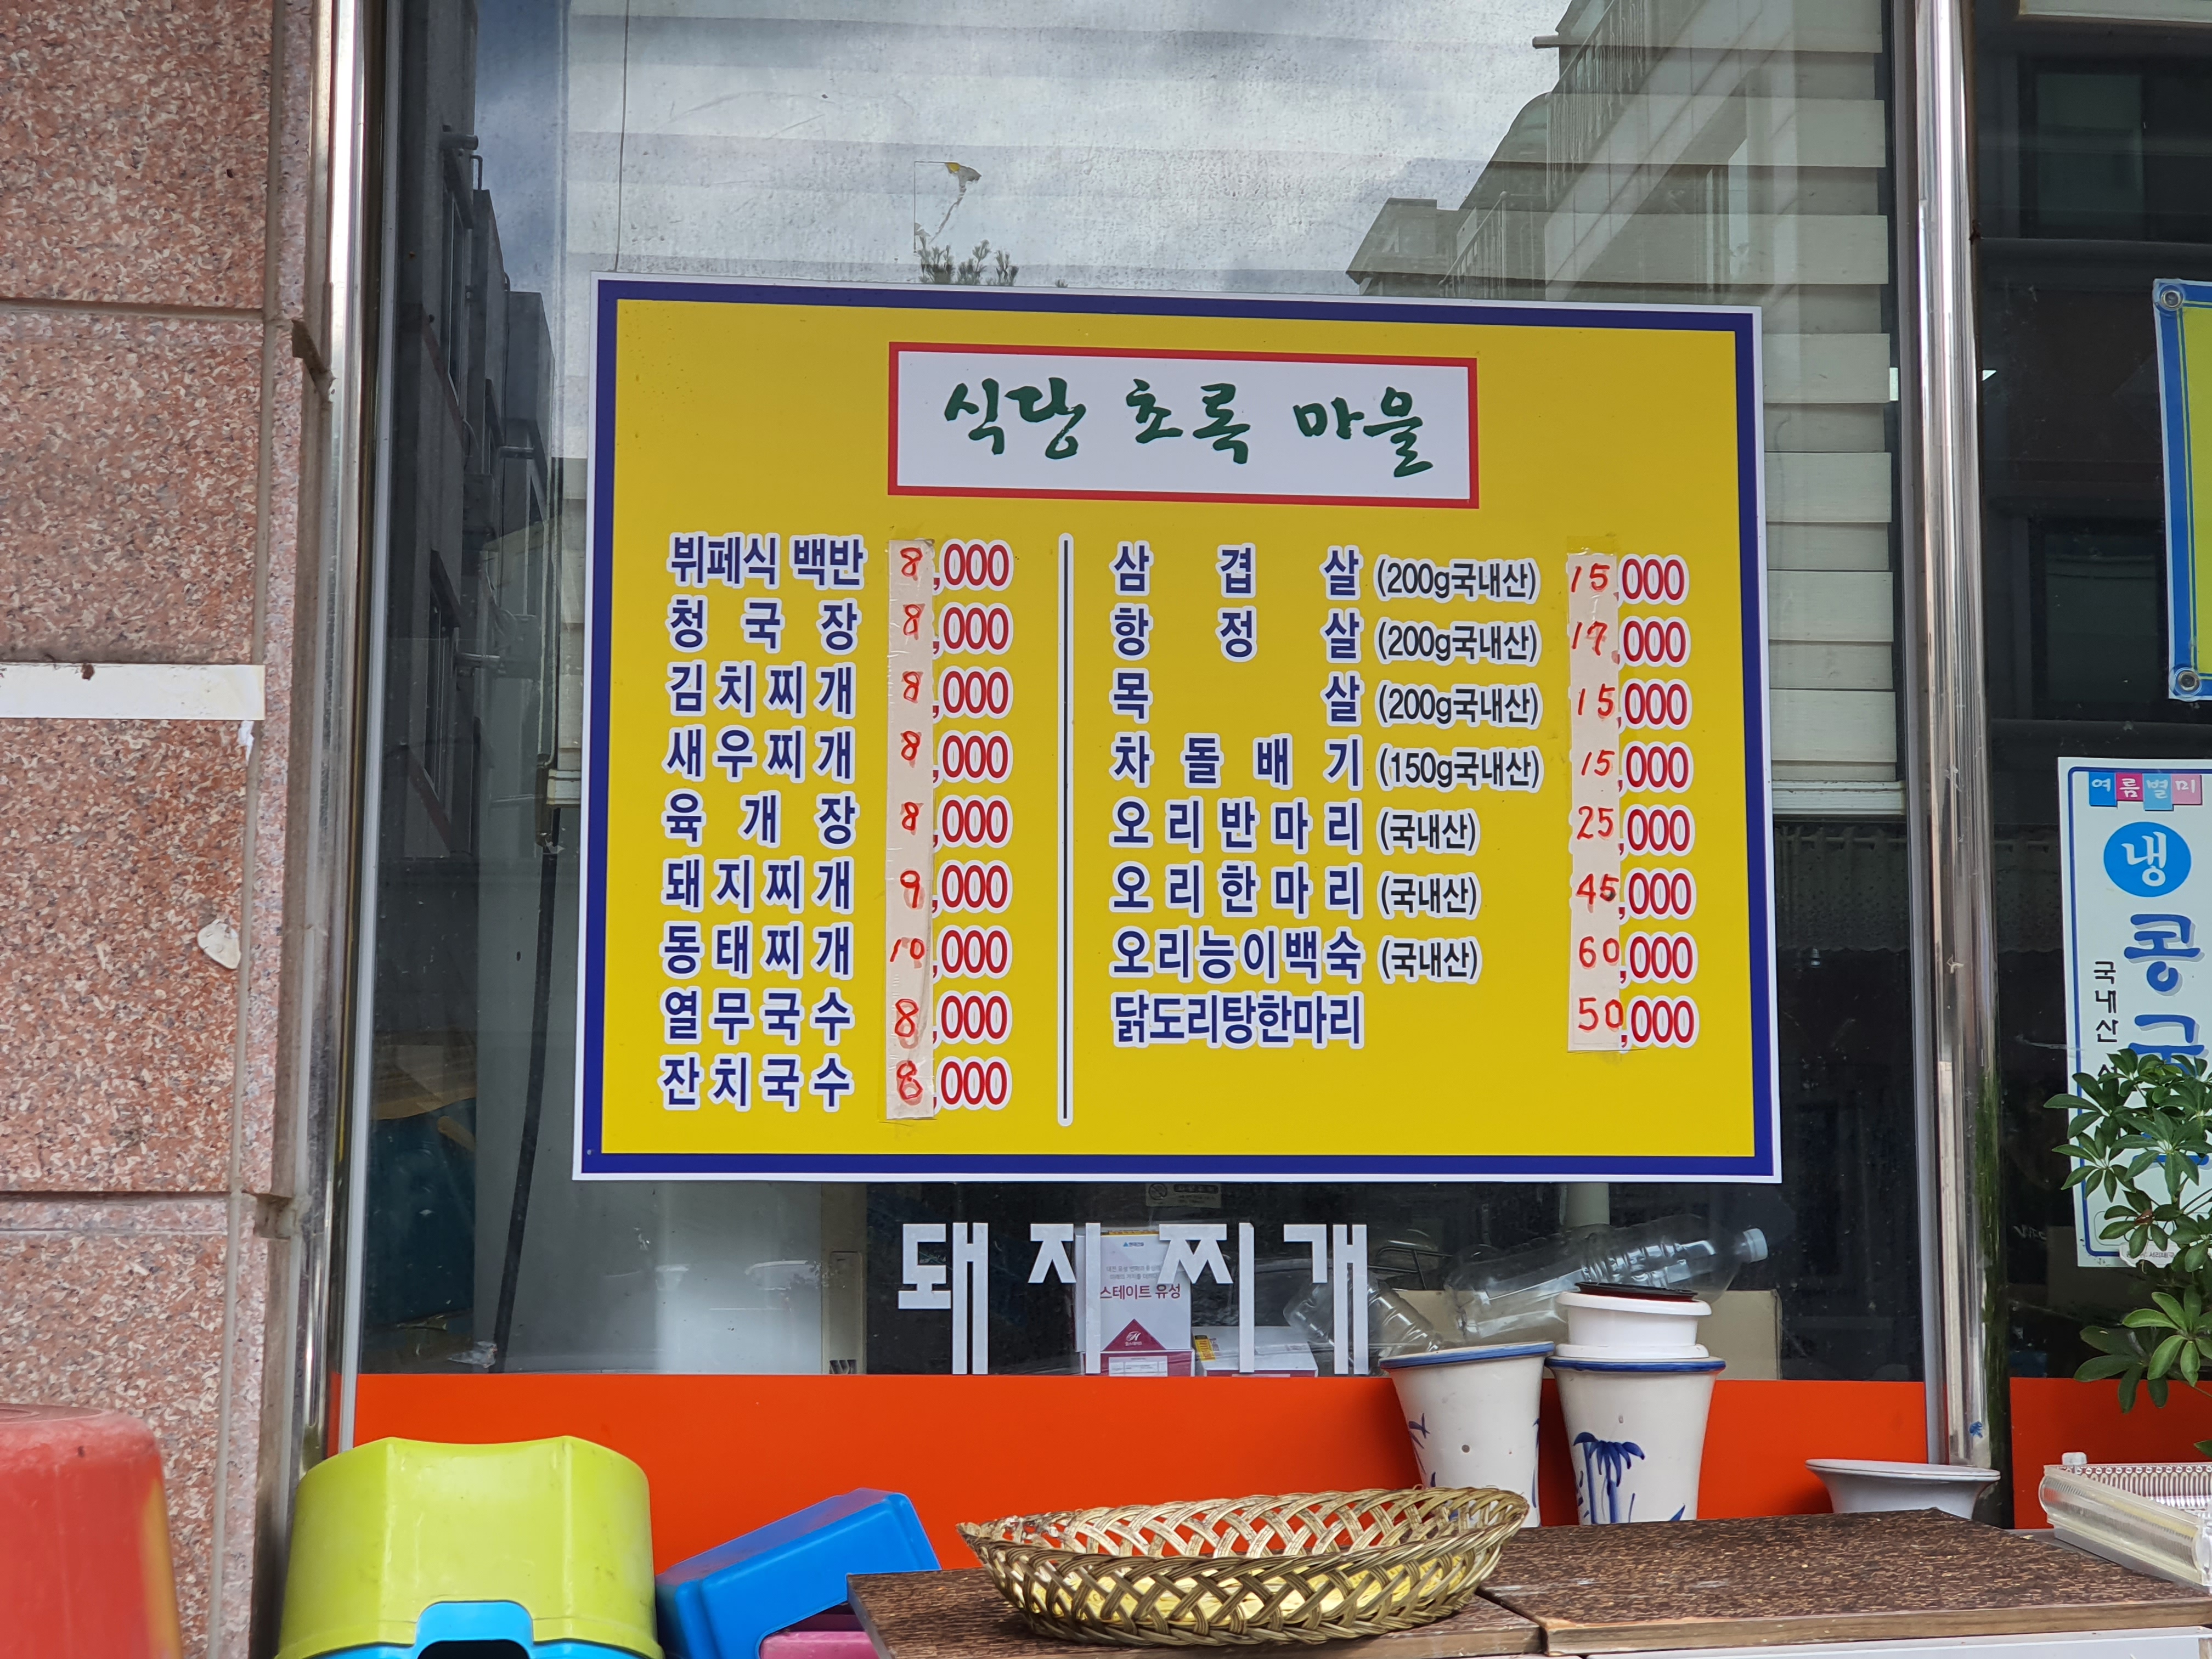 식당 초록 마을
뷔페식 백반 8,000
청국장 8,000
김치찌개 8,000
새우찌개 8,000
육개장 8,000
돼지찌개 9,000
동태찌개 10,000
열무국수 8,000
잔치국수 8,000
삼겹살 (200g국내산) 15,000
항정살 (200g국내산) 17,000
목살 (200g국내산) 15,000
차돌배기 (150g국내산) 15,000
오리반마리 (국내산) 25,000
오리한마리 (국내산) 45,000
오리능이백숙 (국내산) 60,000
닭도리탕한마리 50,000
돼지찌개
스테이트 유성
여름별미
냉
콩국
국내산